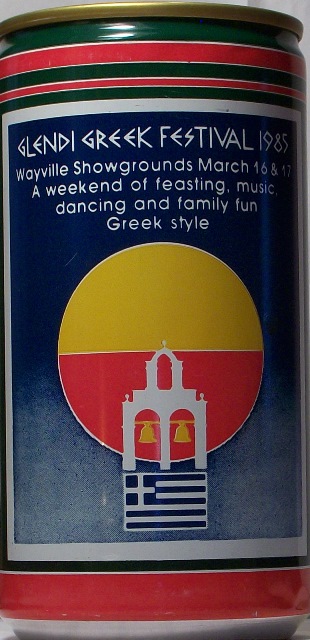 GLENDI GREEK FESTIVAL 1985
Wayville Showgrounds March 16 & 17
A weekend of feasting, music,
dancing and family fun
Greek style